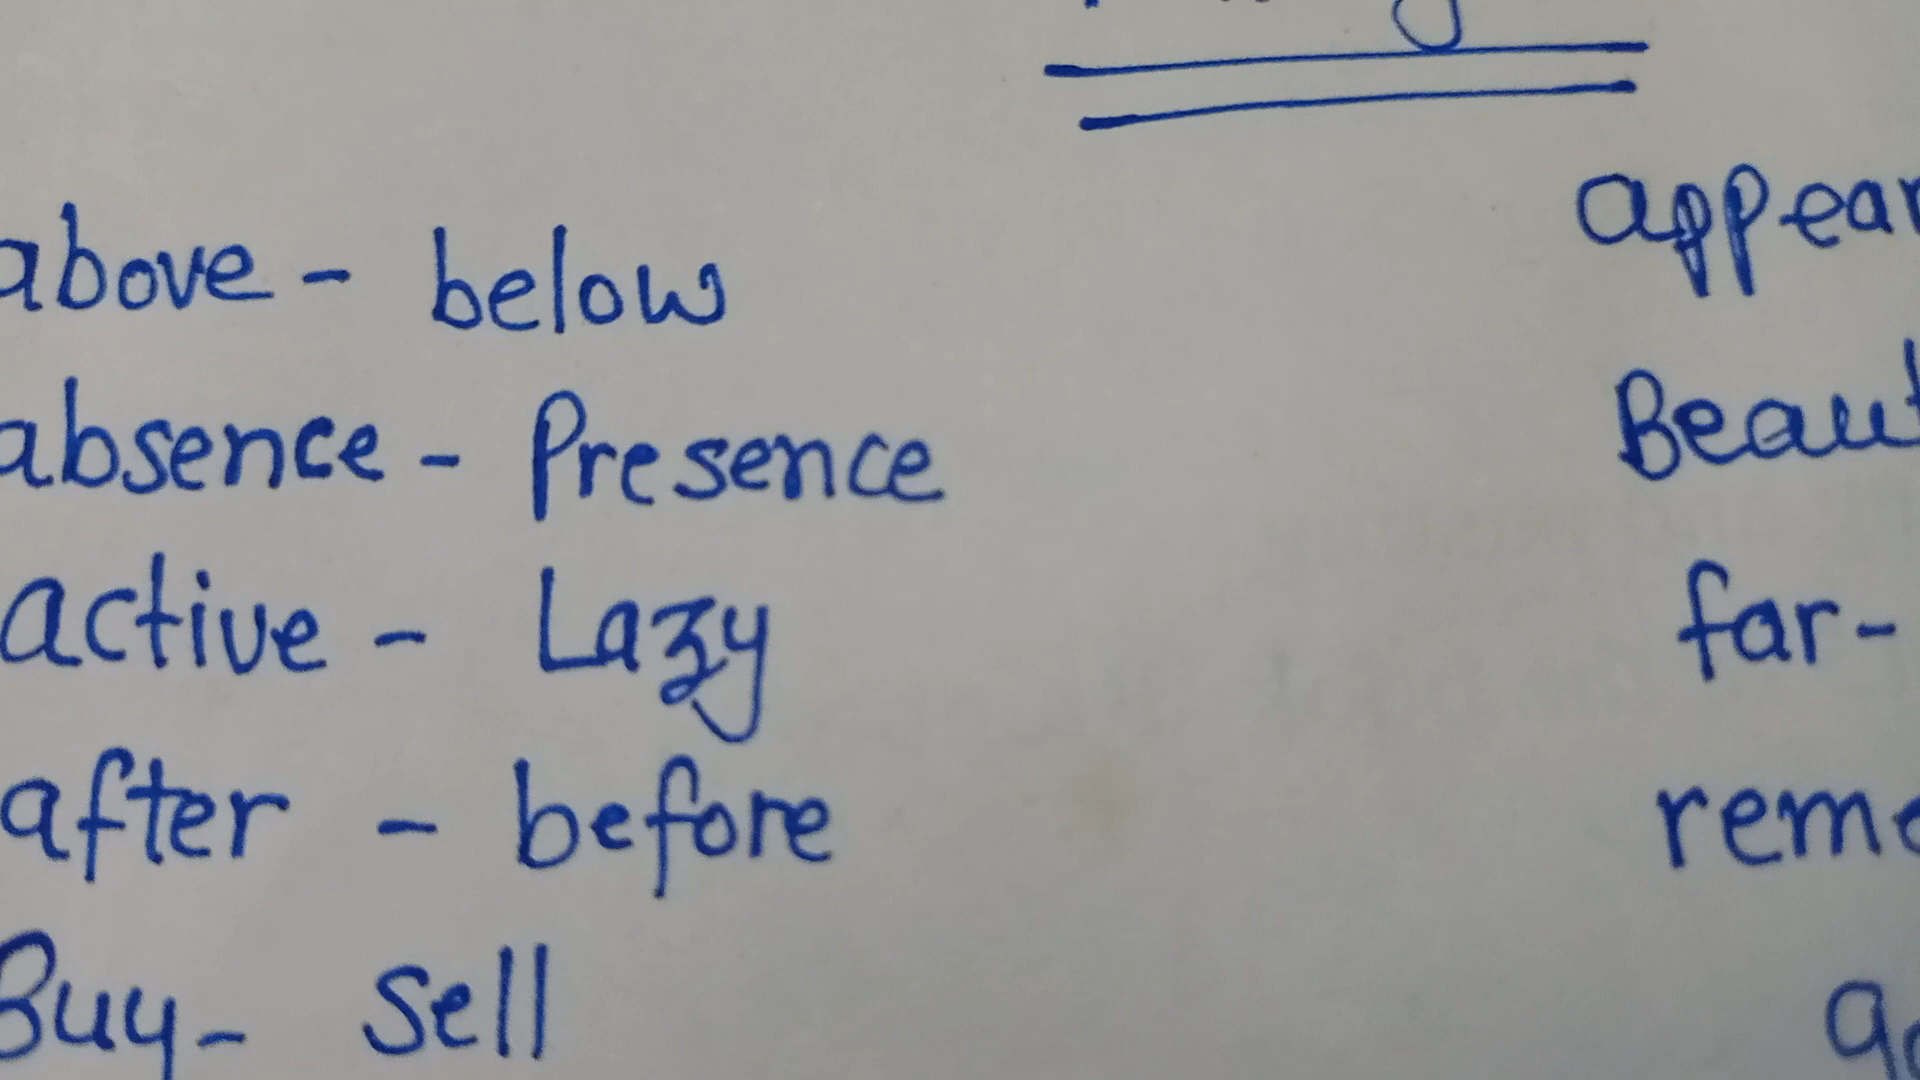 above - below
absence - Presence
active - Lazy
after - before
Buy - Sell
appear
far -